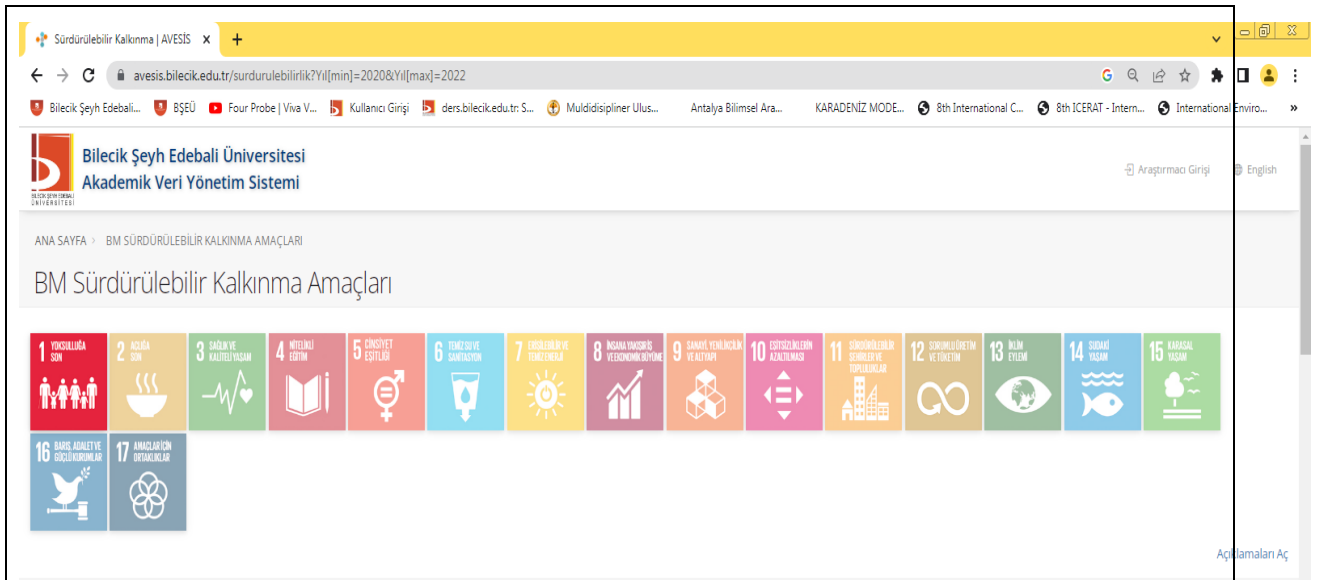 Sürdürülebilir Kalkınma | AVESİS
avesis.bilecik.edu.tr/surdurulebilirlik?Yıl[min]=2020&Yıl[max]=2022
Bilecik Şeyh Edebali... BŞEÜ Four Probe | Viva V... Kullanıcı Girişi ders.bilecik.edu.tr: S... Muldidisipliner Ulus... Antalya Bilimsel Ara... KARADENİZ MODE... 8th International C... 8th ICERAT - Intern... International Enviro... »
Bilecik Şeyh Edebali Üniversitesi
Akademik Veri Yönetim Sistemi
BİLECİK ŞEYH EDEBALİ
ÜNİVERSİTESİ
Araştırmacı Girişi English
ANA SAYFA > BM SÜRDÜRÜLEBİLİR KALKINMA AMAÇLARI
BM Sürdürülebilir Kalkınma Amaçları
1 YOKSULLUĞA
SON
2 AÇLIĞA
SON
3 SAĞLIK VE
KALİTELİ YAŞAM
4 NİTELİKLİ
EĞİTİM
5 CİNSİYET
EŞİTLİĞİ
6 TEMİZ SU VE
SANİTASYON
7 ERİŞİLEBİLİR VE
TEMİZ ENERJİ
8 İNSANA YAKIŞIR İŞ
VE EKONOMİK BÜYÜME
9 SANAYİ, YENİLİKÇİLİK
VE ALTYAPI
10 EŞİTSİZLİKLERİN
AZALTILMASI
11 SÜRDÜRÜLEBİLİR
ŞEHİRLER VE
TOPLULUKLAR
12 SORUMLU ÜRETİM
VE TÜKETİM
13 İKLİM
EYLEMİ
14 SUDAKİ
YAŞAM
15 KARASAL
YAŞAM
16 BARIŞ, ADALET VE
GÜÇLÜ KURUMLAR
17 AMAÇLAR İÇİN
ORTAKLIKLAR
Açıklamaları Aç